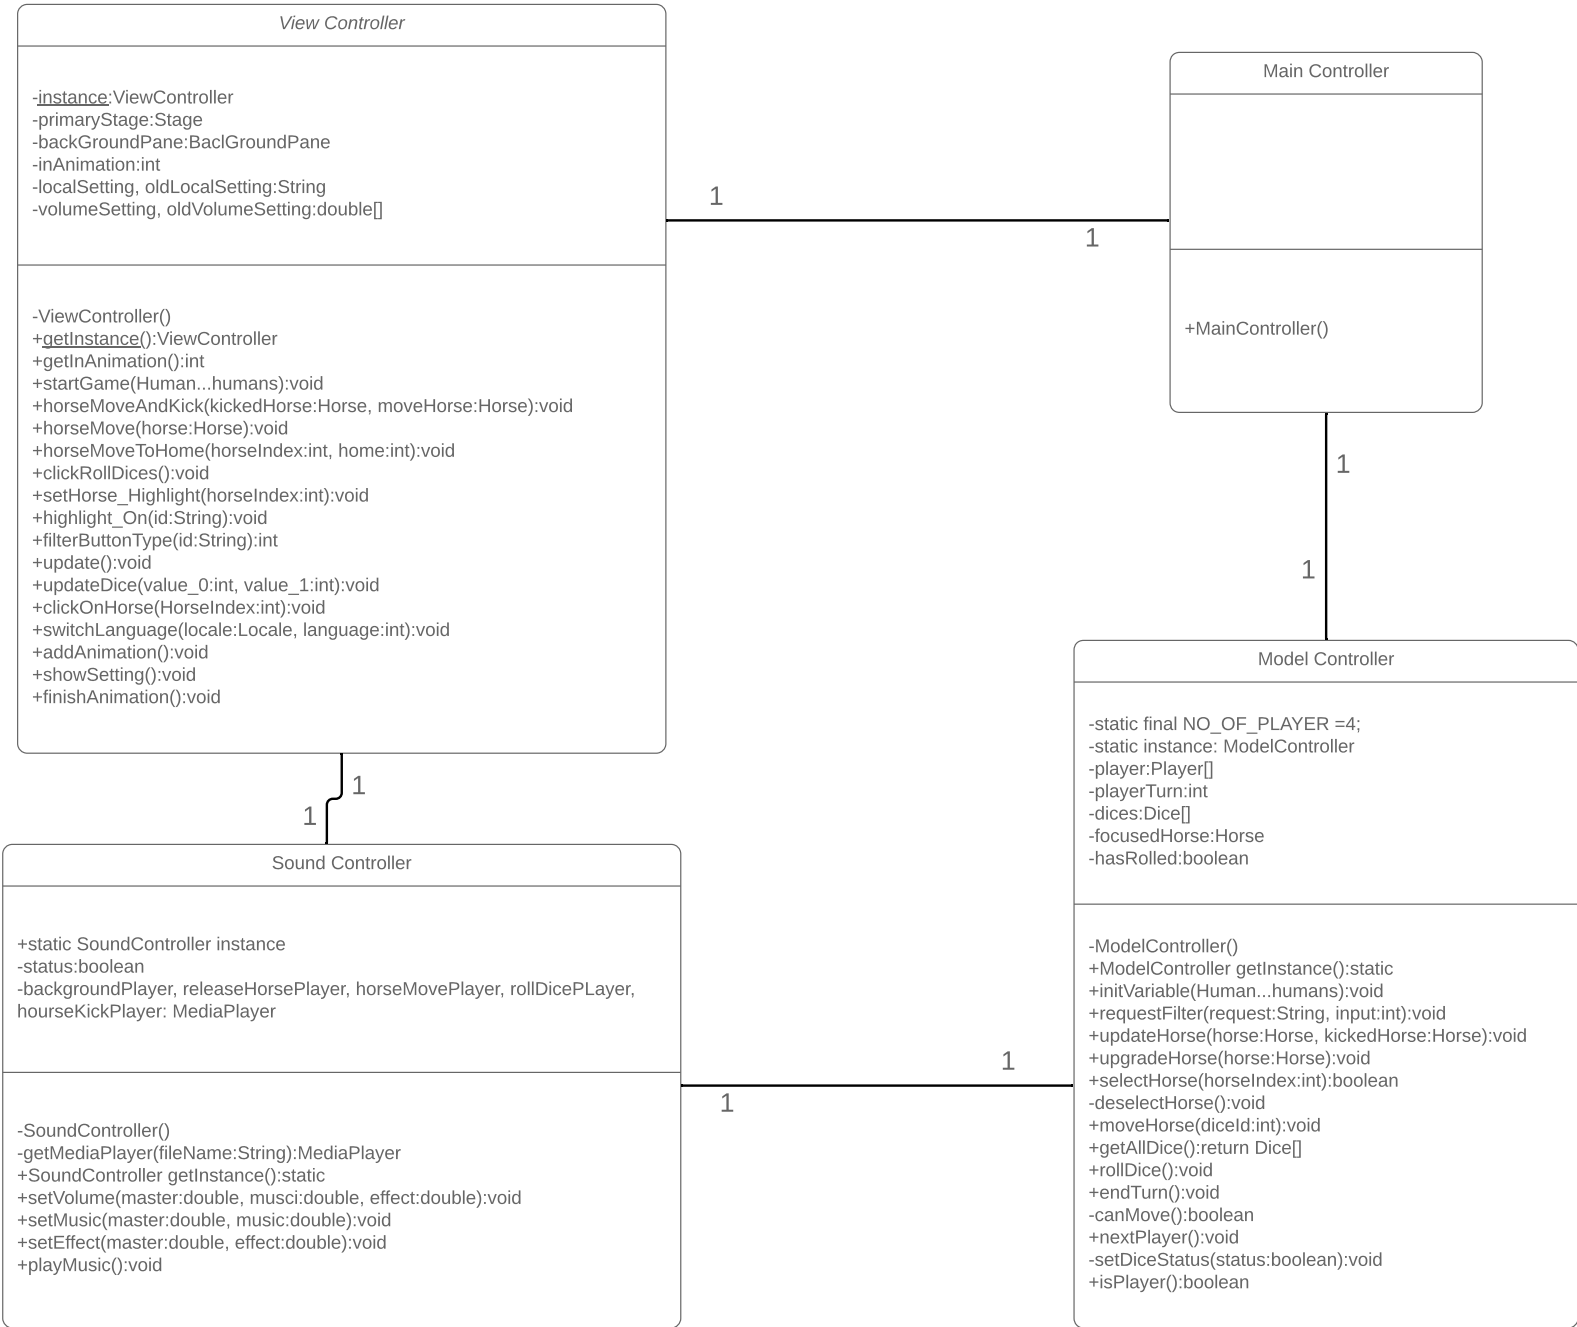 View Controller
-instance:ViewController
-primaryStage:Stage
-backGroundPane:BaclGroundPane
-inAnimation:int
-localSetting, oldLocalSetting:String
-volumeSetting, oldVolumeSetting:double[]
-ViewController()
+getInstance():ViewController
+getInAnimation():int
+startGame(Human...humans):void
+horseMoveAndKick(kickedHorse:Horse, moveHorse:Horse):void
+horseMove(horse:Horse):void
+horseMoveToHome(horseIndex:int, home:int):void
+clickRollDices():void
+setHorse_Highlight(horseIndex:int):void
+highlight_On(id:String):void
+filterButtonType(id:String):int
+update():void
+updateDice(value_0:int, value_1:int):void
+clickOnHorse(HorseIndex:int):void
+switchLanguage(locale:Locale, language:int):void
+addAnimation():void
+showSetting():void
+finishAnimation():void
1
1
Main Controller
+MainController()
1
1
1
1
Model Controller
-static final NO_OF_PLAYER =4;
-static instance: ModelController
-player:Player[]
-playerTurn:int
-dices:Dice[]
-focusedHorse:Horse
-hasRolled:boolean
-ModelController()
+ModelController getInstance():static
+initVariable(Human...humans):void
+requestFilter(request:String, input:int):void
+updateHorse(horse:Horse, kickedHorse:Horse):void
+upgradeHorse(horse:Horse):void
+selectHorse(horseIndex:int):boolean
-deselectHorse():void
+moveHorse(diceId:int):void
+getAllDice():return Dice[]
+rollDice():void
+endTurn():void
-canMove():boolean
+nextPlayer():void
-setDiceStatus(status:boolean):void
+isPlayer():boolean
Sound Controller
+static SoundController instance
-status:boolean
-backgroundPlayer, releaseHorsePlayer, horseMovePlayer, rollDicePLayer,
hourseKickPlayer: MediaPlayer
-SoundController()
-getMediaPlayer(fileName:String):MediaPlayer
+SoundController getInstance():static
+setVolume(master:double, musci:double, effect:double):void
+setMusic(master:double, music:double):void
+setEffect(master:double, effect:double):void
+playMusic():void
1
1